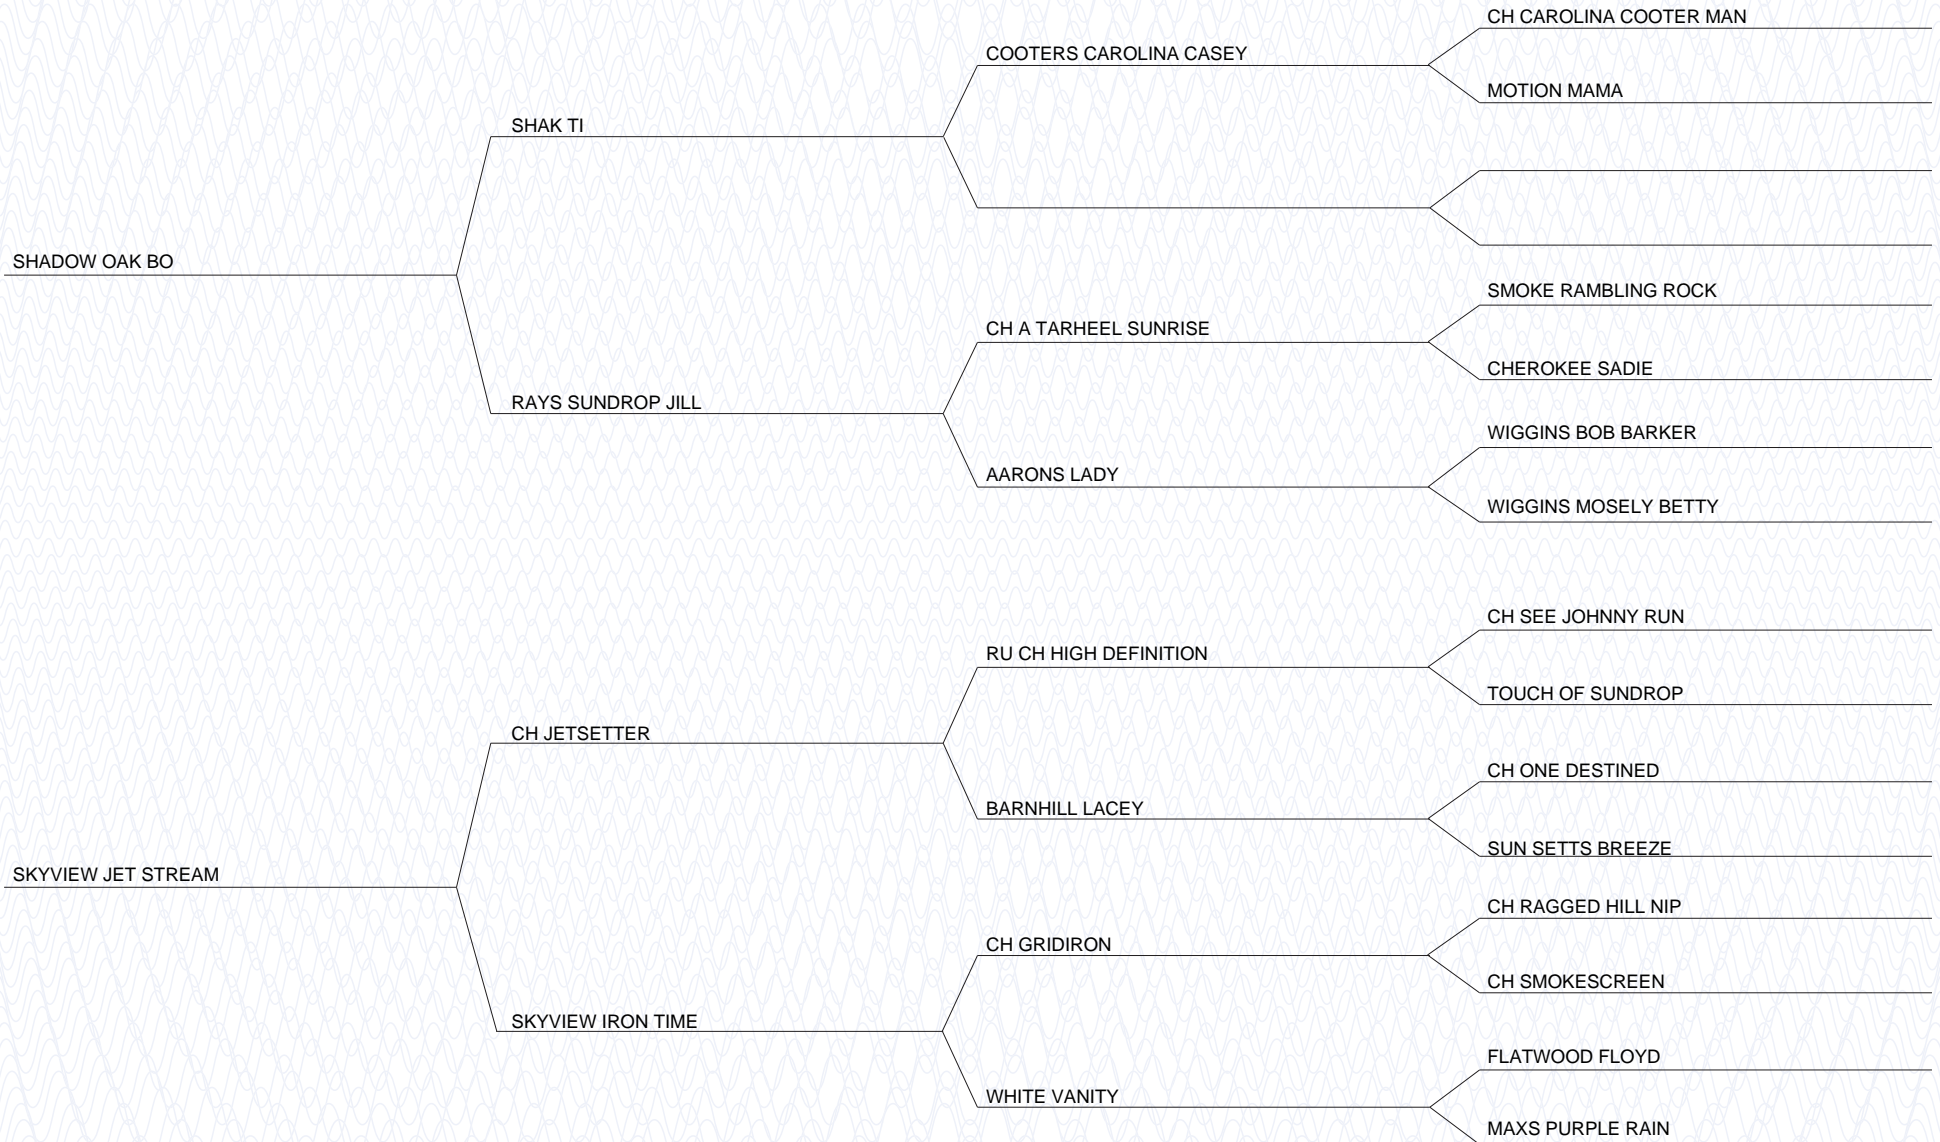 CH CAROLINA COOTER MAN
COOTERS CAROLINA CASEY
MOTION MAMA
SHAK TI
SHADOW OAK BO
SMOKE RAMBLING ROCK
CH A TARHEEL SUNRISE
CHEROKEE SADIE
RAYS SUNDROP JILL
WIGGINS BOB BARKER
AARONS LADY
WIGGINS MOSELY BETTY
CH SEE JOHNNY RUN
RU CH HIGH DEFINITION
TOUCH OF SUNDROP
CH JETSETTER
CH ONE DESTINED
BARNHILL LACEY
SUN SETTS BREEZE
SKYVIEW JET STREAM
CH RAGGED HILL NIP
CH GRIDIRON
CH SMOKESCREEN
SKYVIEW IRON TIME
FLATWOOD FLOYD
WHITE VANITY
MAXS PURPLE RAIN